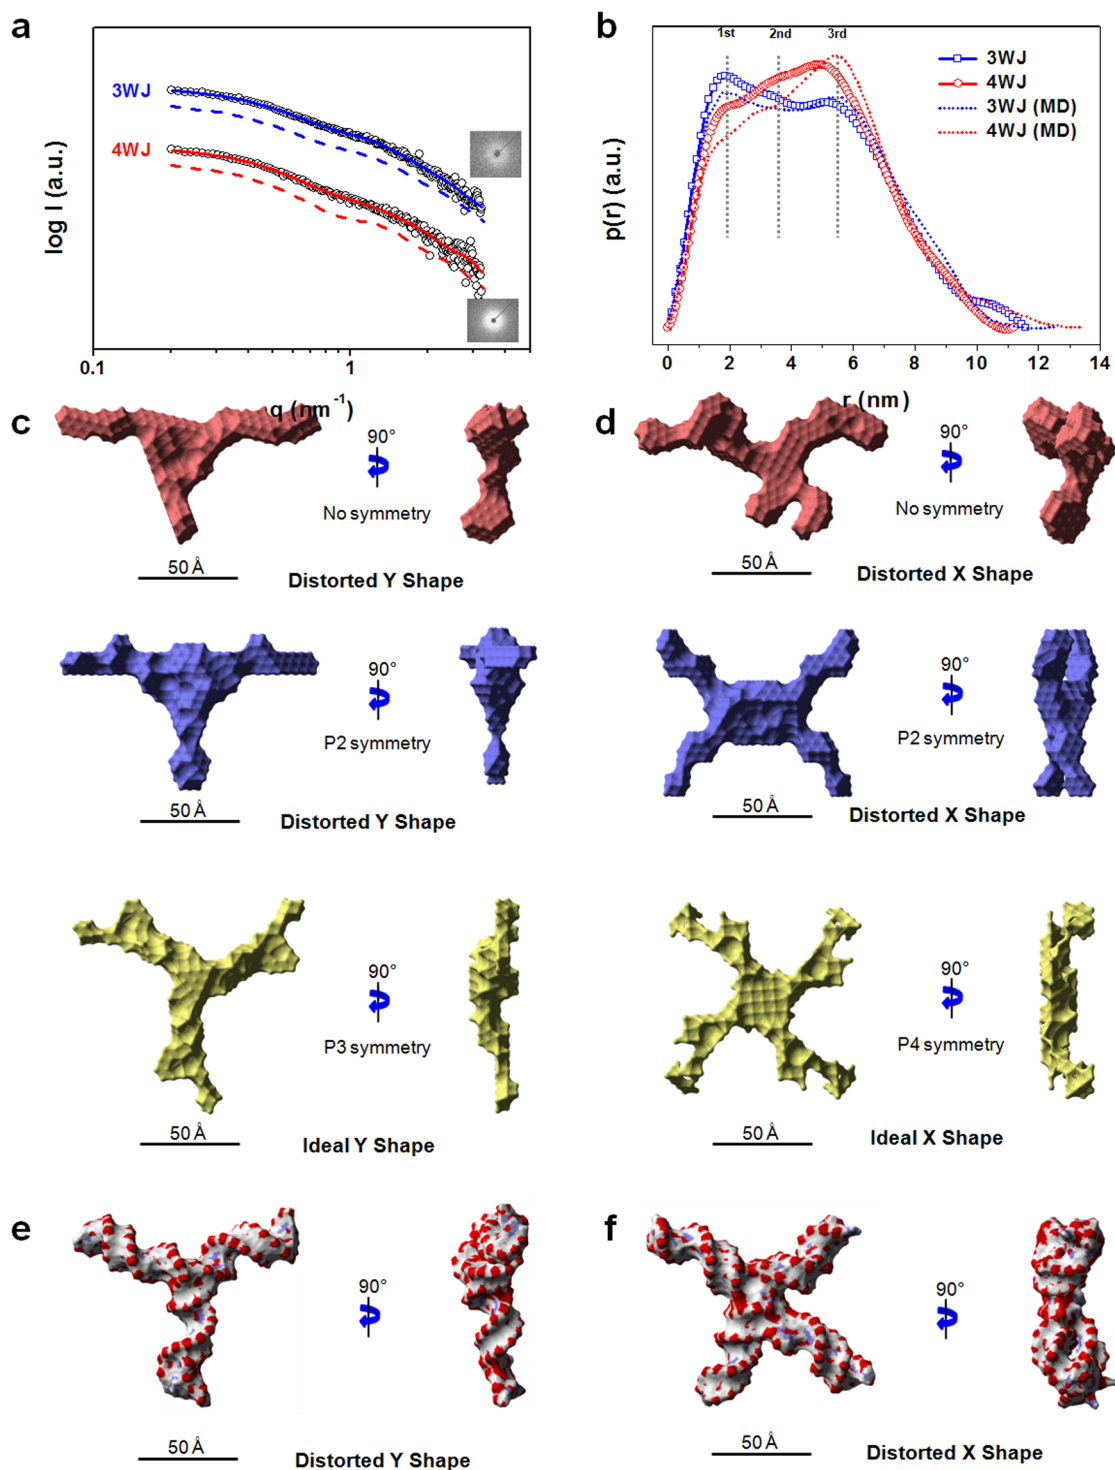 a
3WJ
4WJ
log I (a.u.)
0.1
1
q (nm⁻¹)
b
1st
2nd
3rd
3WJ
4WJ
3WJ (MD)
4WJ (MD)
p(r) (a.u.)
0 2 4 6 8 10 12 14
r (nm)
c
90°
No symmetry
50 Å
Distorted Y Shape
d
90°
No symmetry
50 Å
Distorted X Shape
90°
P2 symmetry
50 Å
Distorted Y Shape
90°
P2 symmetry
50 Å
Distorted X Shape
90°
P3 symmetry
50 Å
Ideal Y Shape
90°
P4 symmetry
50 Å
Ideal X Shape
e
90°
50 Å
Distorted Y Shape
f
90°
50 Å
Distorted X Shape